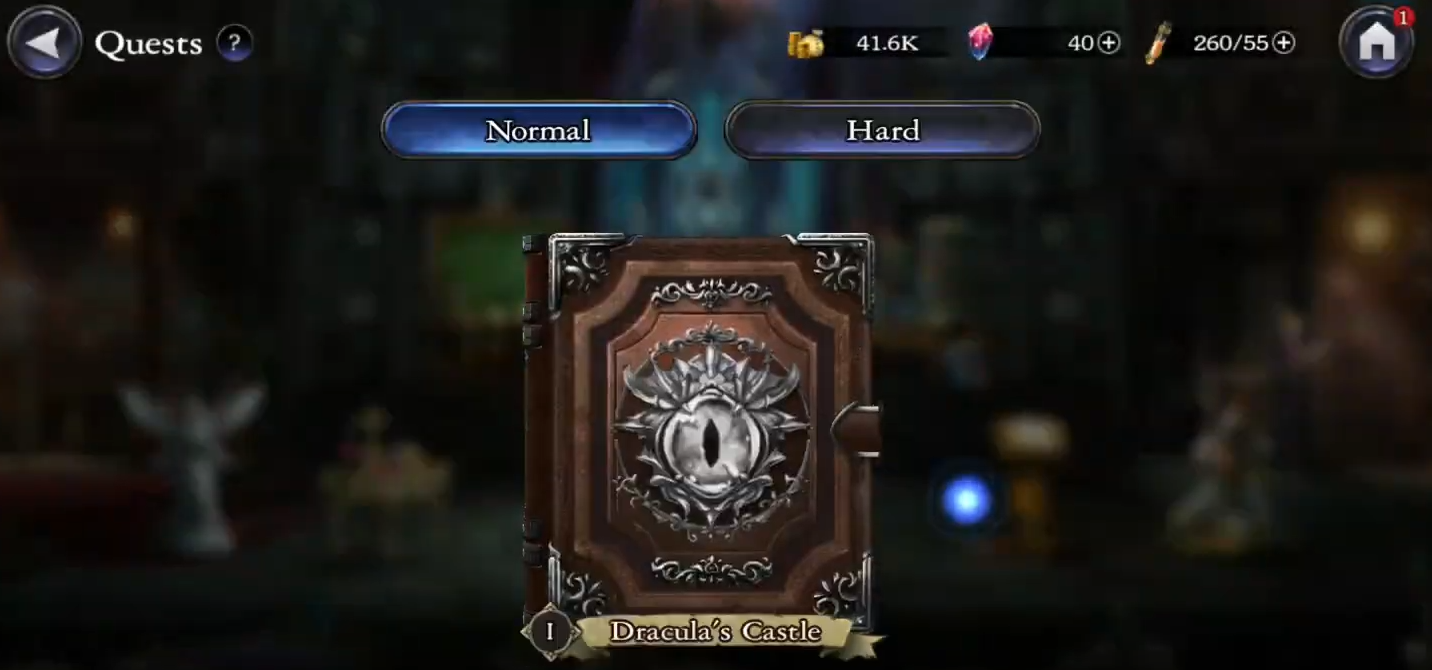 Quests ? 41.6K 40 260/55 1
Normal Hard
I Dracula's Castle